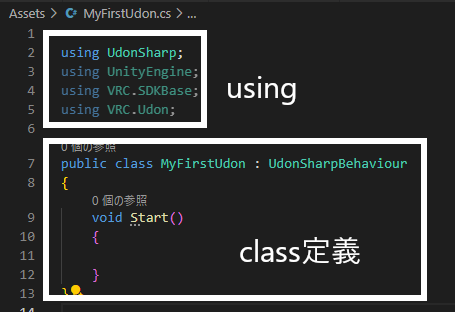 Assets > MyFirstUdon.cs > ...
1
2 using UdonSharp;
3 using UnityEngine;
4 using VRC.SDKBase;
5 using VRC.Udon;
using
6
0 個の参照
7 public class MyFirstUdon : UdonSharpBehaviour
8 {
0 個の参照
9 void Start()
10 {
11
class定義
12 }
13 }
14